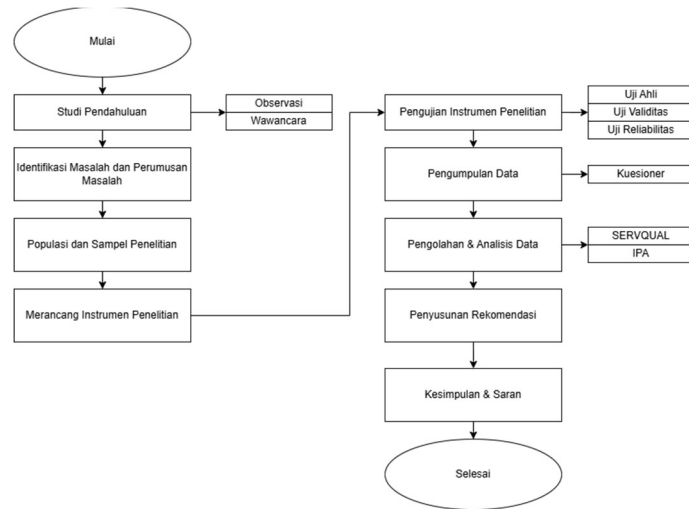 Mulai
Studi Pendahuluan
Observasi
Wawancara
Identifikasi Masalah dan Perumusan
Masalah
Populasi dan Sampel Penelitian
Merancang Instrumen Penelitian
Pengujian Instrumen Penelitian
Uji Ahli
Uji Validitas
Uji Reliabilitas
Pengumpulan Data
Kuesioner
Pengolahan & Analisis Data
SERVQUAL
IPA
Penyusunan Rekomendasi
Kesimpulan & Saran
Selesai